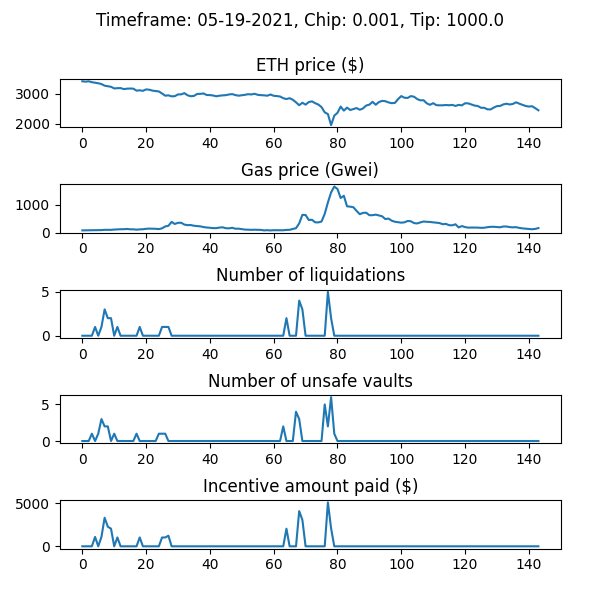 Timeframe: 05-19-2021, Chip: 0.001, Tip: 1000.0
ETH price ($)
3000
2000
0 20 40 60 80 100 120 140
Gas price (Gwei)
1000
0
0 20 40 60 80 100 120 140
Number of liquidations
5
0
0 20 40 60 80 100 120 140
Number of unsafe vaults
5
0
0 20 40 60 80 100 120 140
Incentive amount paid ($)
5000
0
0 20 40 60 80 100 120 140